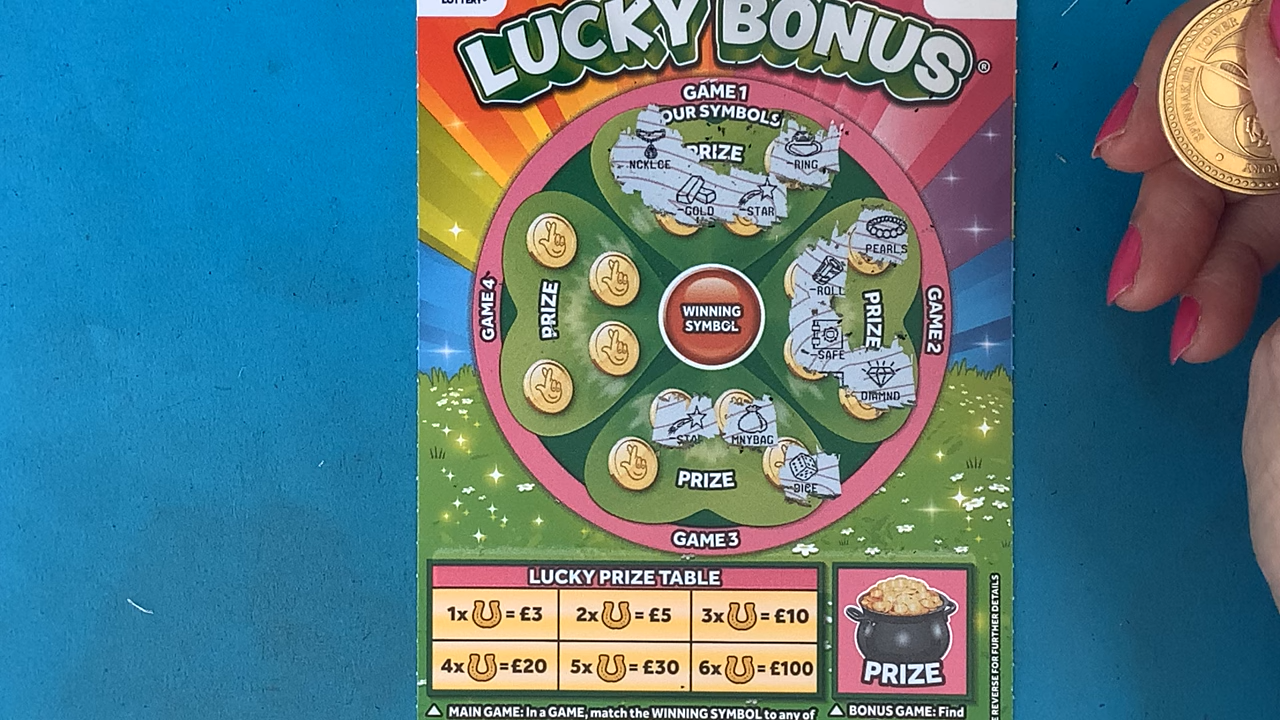 LOTTERY®
LUCKY BONUS®
GAME 1
OUR SYMBOLS
PRIZE
NCKLCE
RING
GOLD
STAR
PEARLS
ROLL
SAFE
DIAMND
PRIZE
GAME 2
GAME 4
PRIZE
WINNING
SYMBOL
STAR
MNYBAG
DICE
PRIZE
GAME 3
LUCKY PRIZE TABLE
1x = £3
2x = £5
3x = £10
4x = £20
5x = £30
6x = £100
PRIZE
MAIN GAME: In a GAME, match the WINNING SYMBOL to any of
BONUS GAME: Find
E REVERSE FOR FURTHER DETAILS
SPINNAKER TOWER